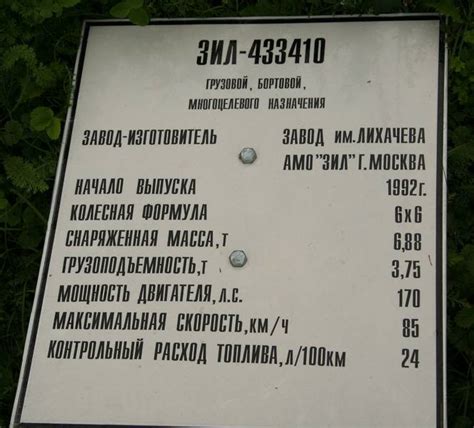 ЗИЛ-433410
ГРУЗОВОЙ, БОРТОВОЙ,
МНОГОЦЕЛЕВОГО НАЗНАЧЕНИЯ
ЗАВОД-ИЗГОТОВИТЕЛЬ ЗАВОД им.ЛИХАЧЕВА
АМО "ЗИЛ" Г.МОСКВА
НАЧАЛО ВЫПУСКА 1992г.
КОЛЕСНАЯ ФОРМУЛА 6х6
СНАРЯЖЕННАЯ МАССА,Т 6,88
ГРУЗОПОДЪЕМНОСТЬ,Т 3,75
МОЩНОСТЬ ДВИГАТЕЛЯ,Л.С. 170
МАКСИМАЛЬНАЯ СКОРОСТЬ,КМ/Ч 85
КОНТРОЛЬНЫЙ РАСХОД ТОПЛИВА,Л/100КМ 24